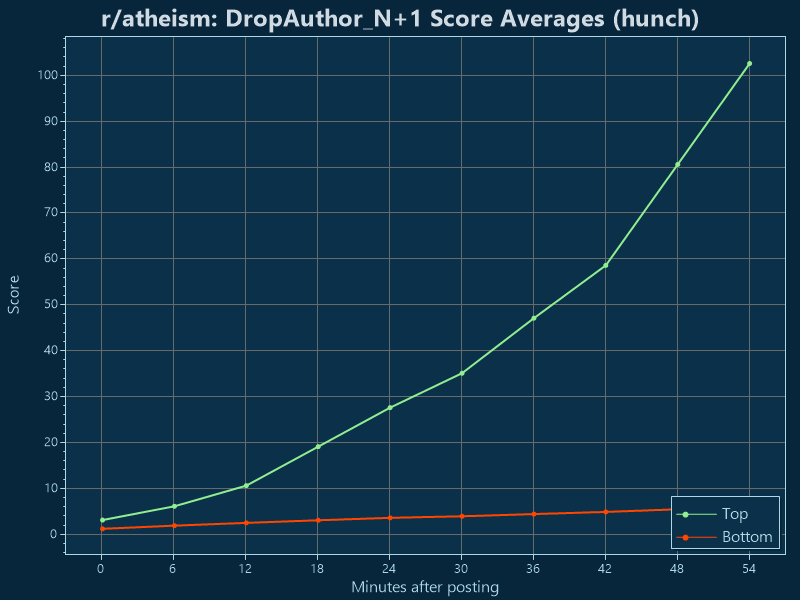 r/atheism: DropAuthor_N+1 Score Averages (hunch)
Score
100
90
80
70
60
50
40
30
20
10
0
Top
Bottom
0 6 12 18 24 30 36 42 48 54
Minutes after posting